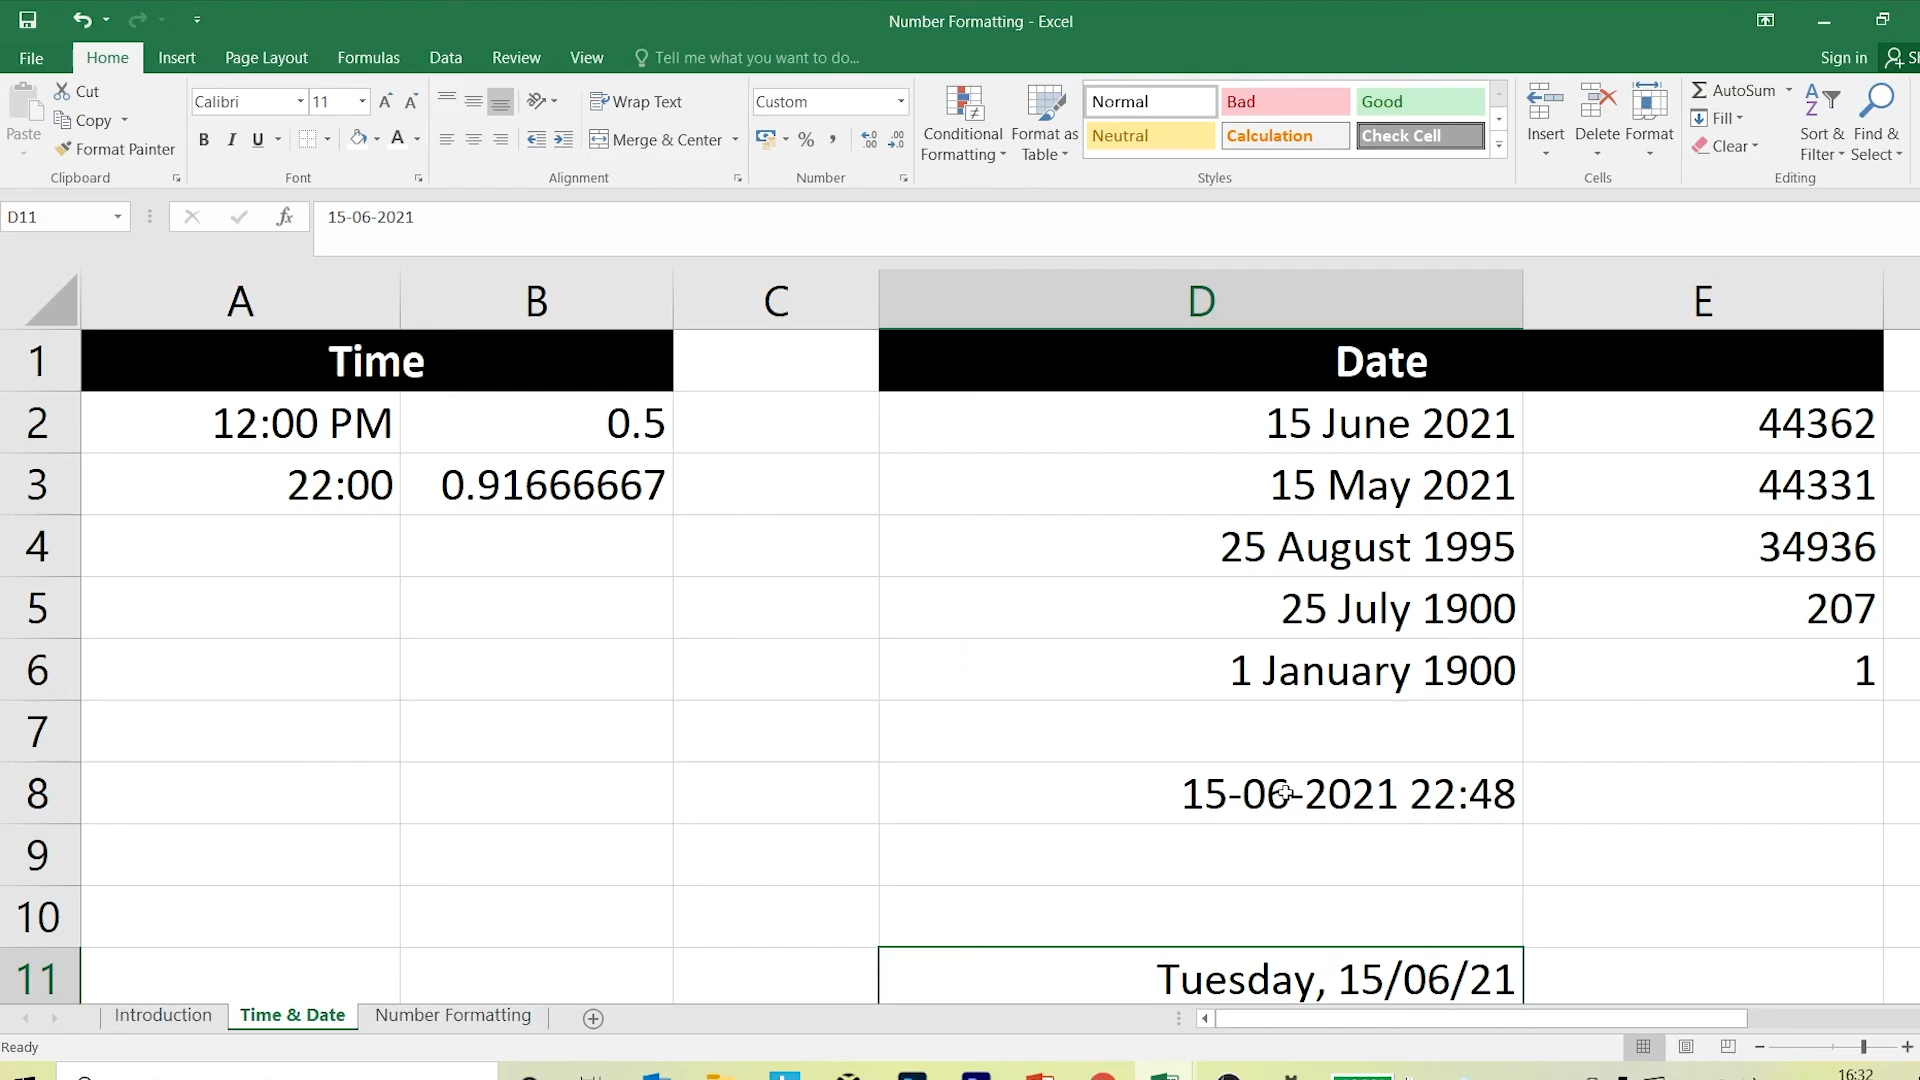 Number Formatting - Excel
File Home Insert Page Layout Formulas Data Review View Tell me what you want to do... Sign in
Paste
Cut
Copy
Format Painter
Clipboard
Calibri 11
B I U
Font
Wrap Text
Merge & Center
Alignment
Custom
%
Number
Conditional Formatting
Format as Table
Normal Bad Good
Neutral Calculation Check Cell
Styles
Insert Delete Format
Cells
AutoSum
Fill
Clear
Sort & Filter
Find & Select
Editing
D11 fx 15-06-2021
A B C D E
1 Time Date
2 12:00 PM 0.5 15 June 2021 44362
3 22:00 0.91666667 15 May 2021 44331
4 25 August 1995 34936
5 25 July 1900 207
6 1 January 1900 1
7
8 15-06-2021 22:48
9
10
11 Tuesday, 15/06/21
Introduction Time & Date Number Formatting
Ready
16:32